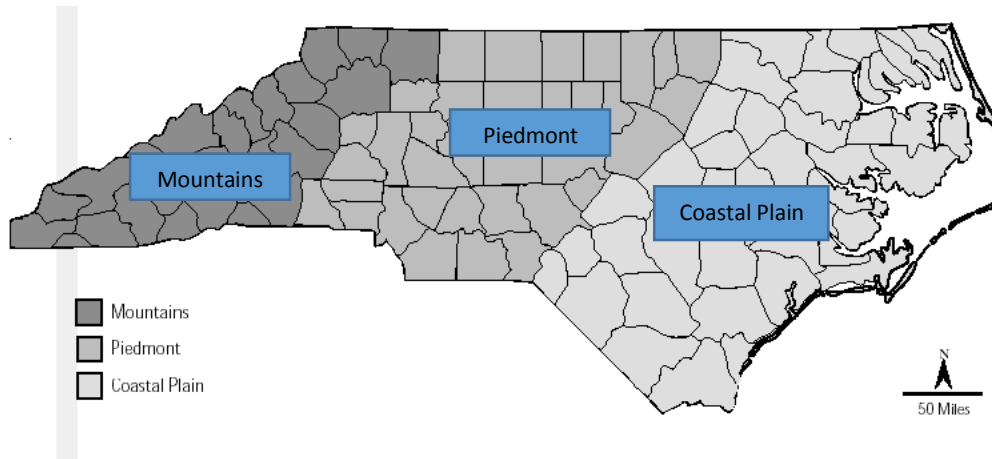 Piedmont
Mountains
Coastal Plain
Mountains
Piedmont
Coastal Plain
N
50 Miles